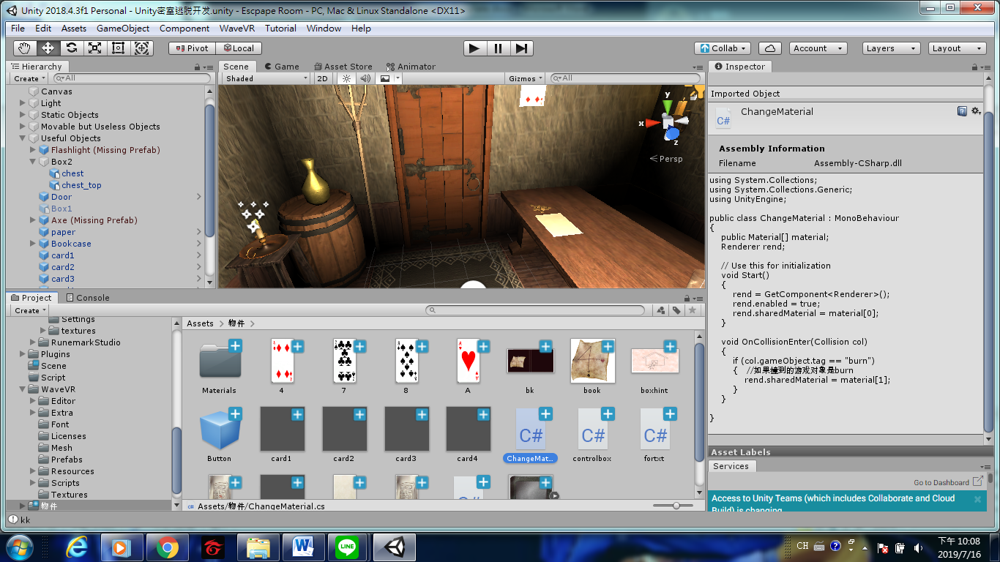 Unity 2018.4.3f1 Personal - Unity密室逃脱开发.unity - Escpape Room - PC, Mac & Linux Standalone <DX11>
File Edit Assets GameObject Component WaveVR Tutorial Window Help
Pivot Local Collab Account Layers Layout
Hierarchy
Create All
Canvas
Light
Static Objects
Movable but Useless Objects
Useful Objects
Flashlight (Missing Prefab)
Box2
chest
chest_top
Door
Box1
Axe (Missing Prefab)
paper
Bookcase
card1
card2
card3
Scene Game Asset Store Animator
Shaded 2D Gizmos All
y
x
z
Persp
Inspector
Imported Object
ChangeMaterial
C#
Assembly Information
Filename Assembly-CSharp.dll
using System.Collections;
using System.Collections.Generic;
using UnityEngine;
public class ChangeMaterial : MonoBehaviour
{
public Material[] material;
Renderer rend;
// Use this for initialization
void Start()
{
rend = GetComponent<Renderer>();
rend.enabled = true;
rend.sharedMaterial = material[0];
}
void OnCollisionEnter(Collision col)
{
if (col.gameObject.tag == "burn")
{ //如果撞到的游戏对象是burn
rend.sharedMaterial = material[1];
}
}
}
Asset Labels
Services
Go to Dashboard
Access to Unity Teams (which includes Collaborate and Cloud
Build) is changing
Project Console
Create
Settings
textures
RunemarkStudio
Plugins
Scene
Script
WaveVR
Editor
Extra
Font
Licenses
Mesh
Prefabs
Resources
Scripts
Textures
物件
Assets > 物件 >
Materials 4 7 8 A bk book boxhint
C# C# C#
Button card1 card2 card3 card4 ChangeMat... controlbox fortxt
Assets/物件/ChangeMaterial.cs
kk
CH
下午 10:08
2019/7/16